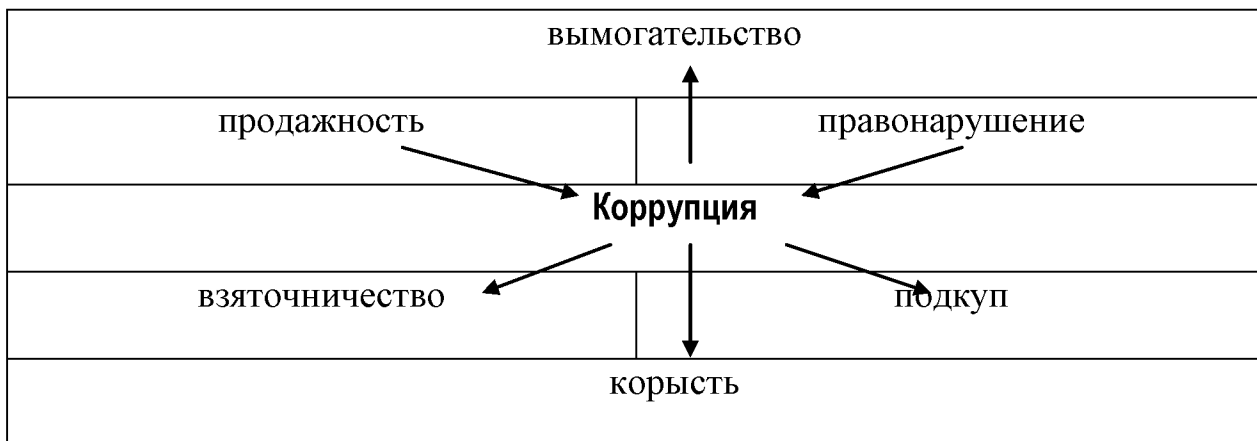 вымогательство
продажность правонарушение
Коррупция
взяточничество подкуп
корысть